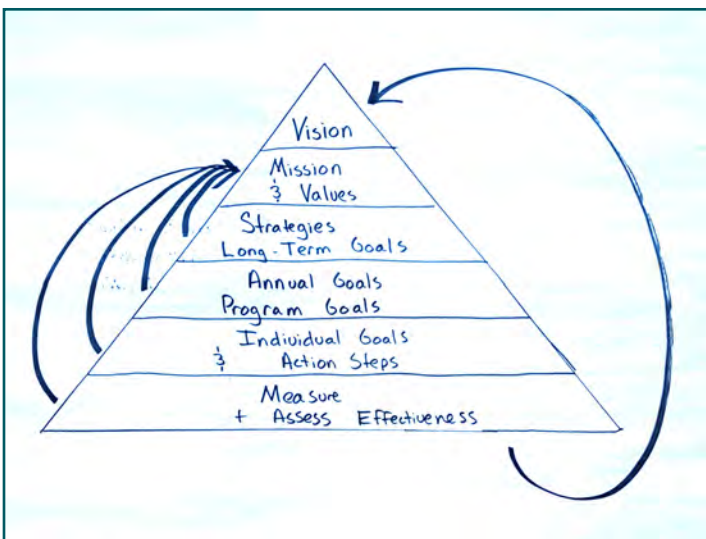 Vision
Mission
& Values
Strategies
Long-Term Goals
Annual Goals
Program Goals
Individual Goals
& Action Steps
Measure
+ Assess Effectiveness